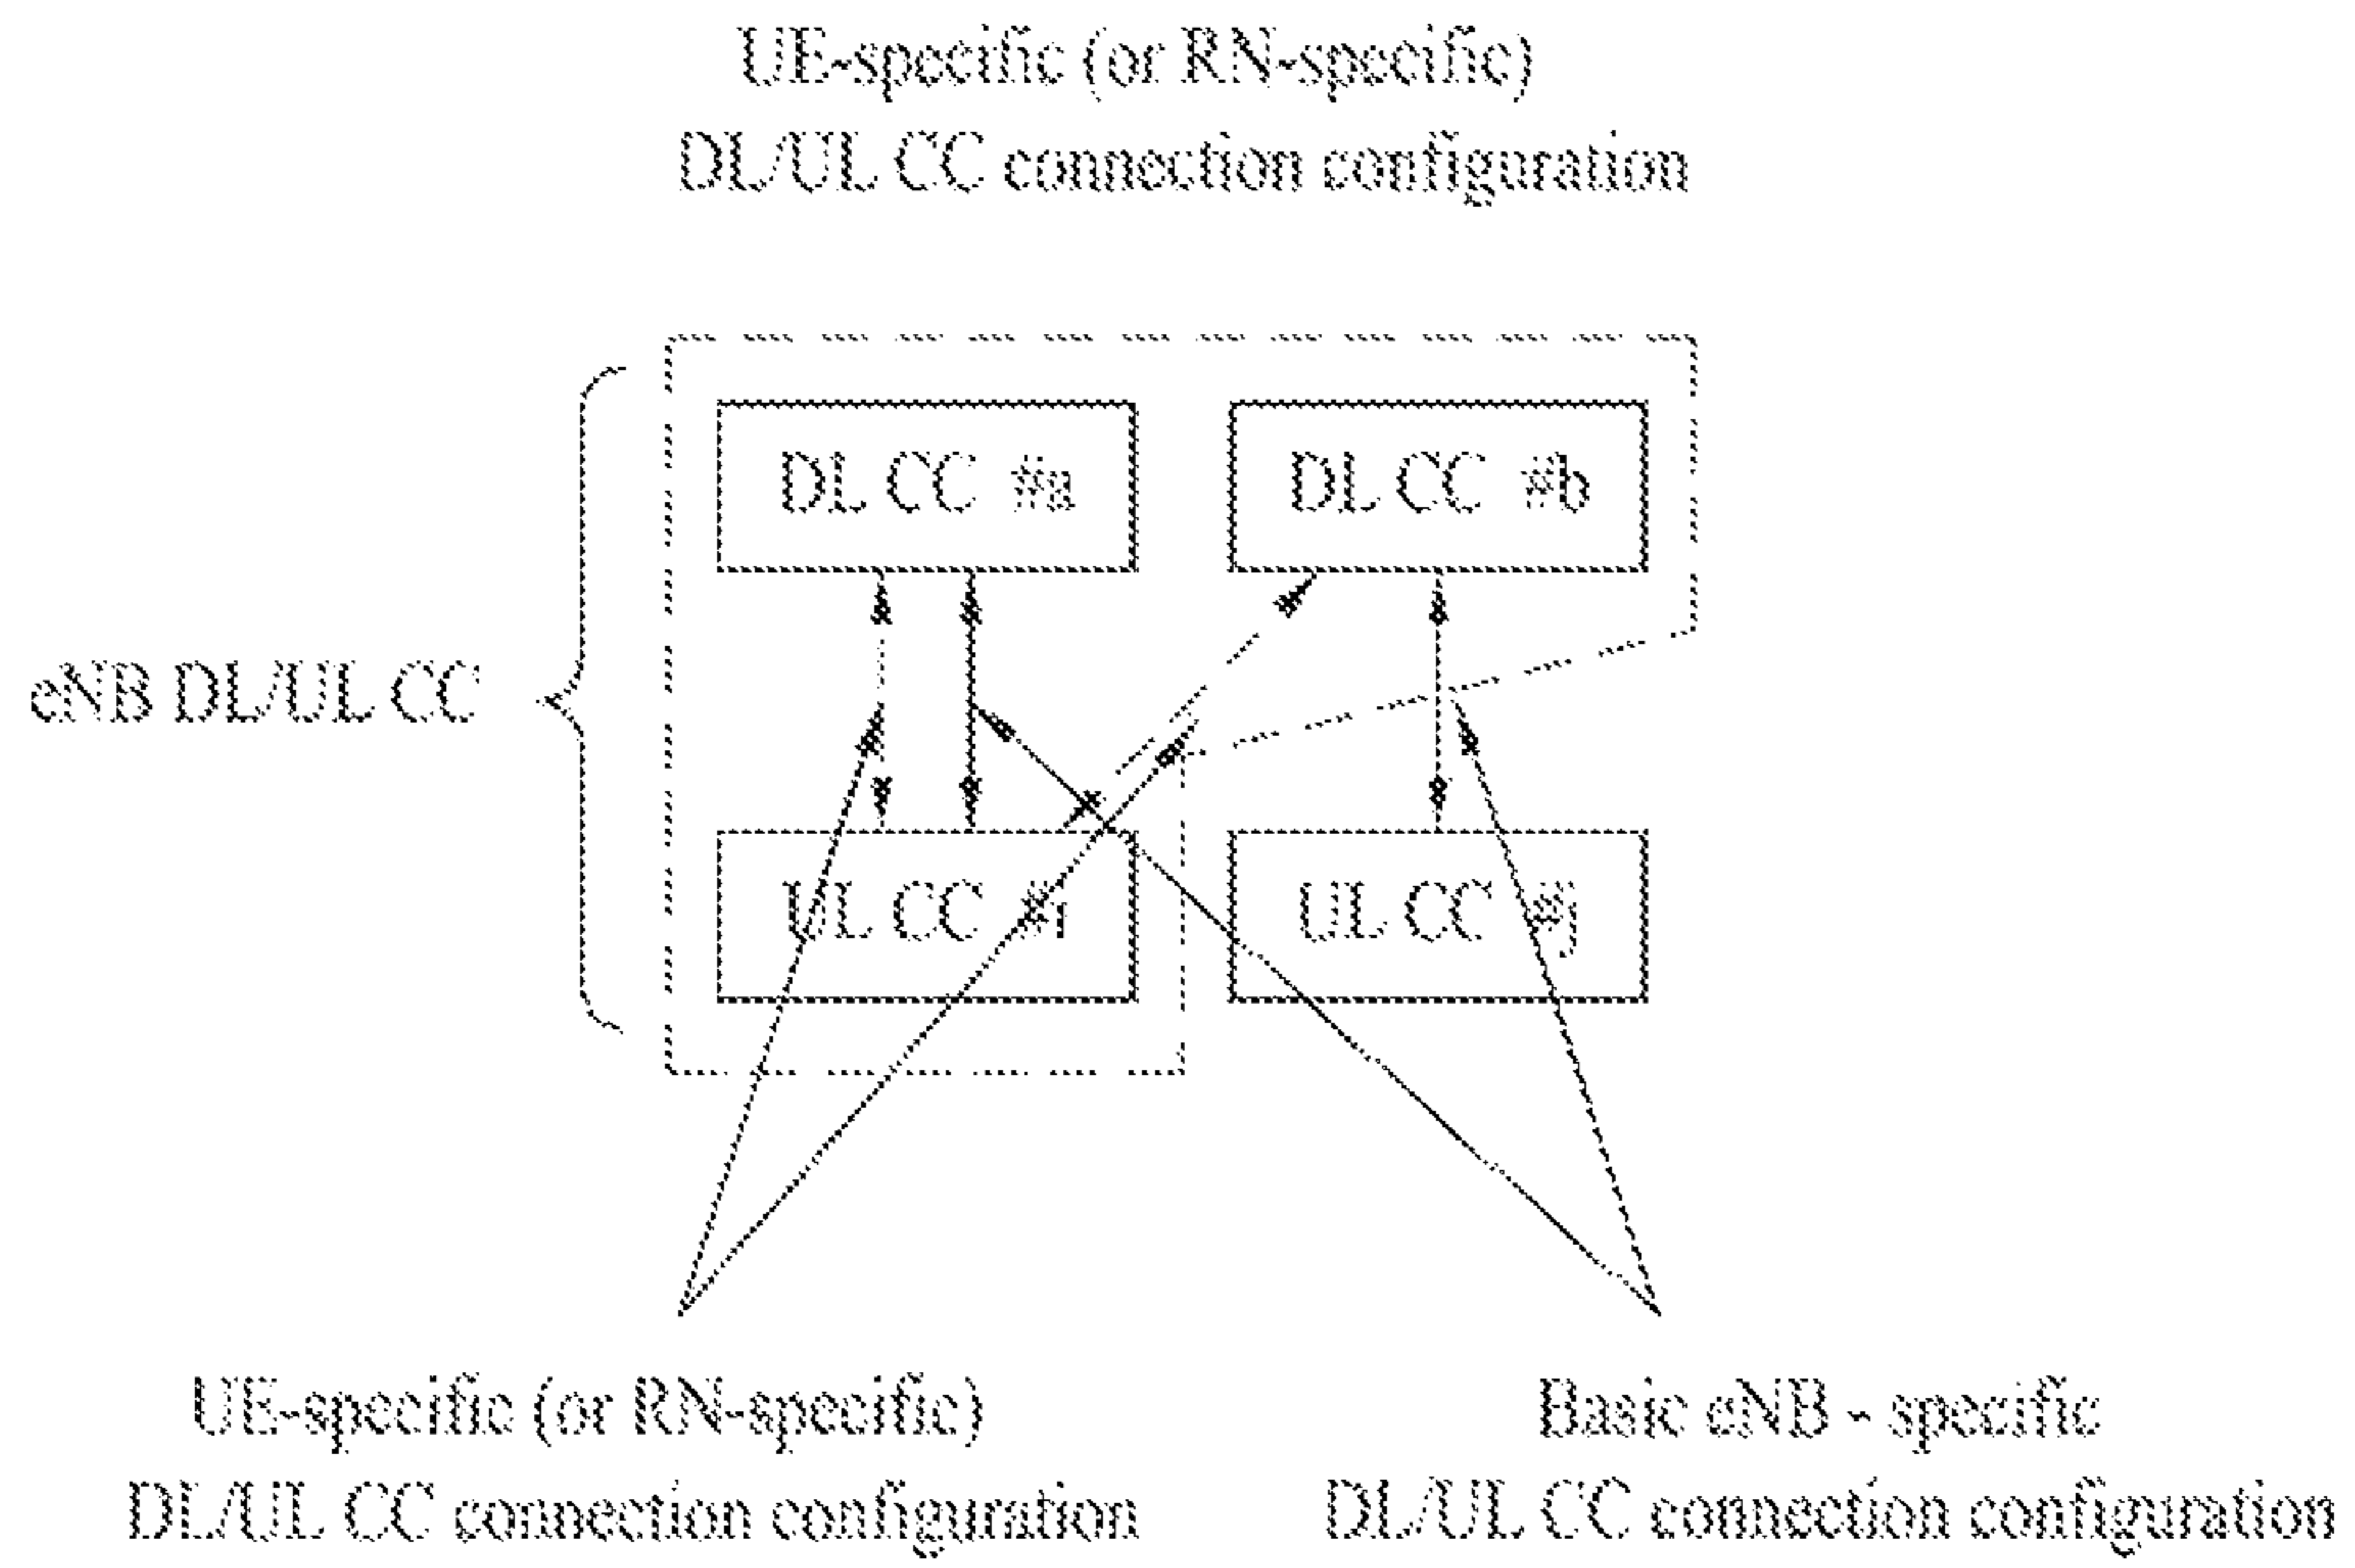 UE-specific (or RN-specific)
DL/UL CC connection configuration
DL CC #a
DL CC #b
eNB DL/UL CC
UL CC #i
UL CC #j
UE-specific (or RN-specific)
DL/UL CC connection configuration
Basic eNB - specific
DL/UL CC connection configuration